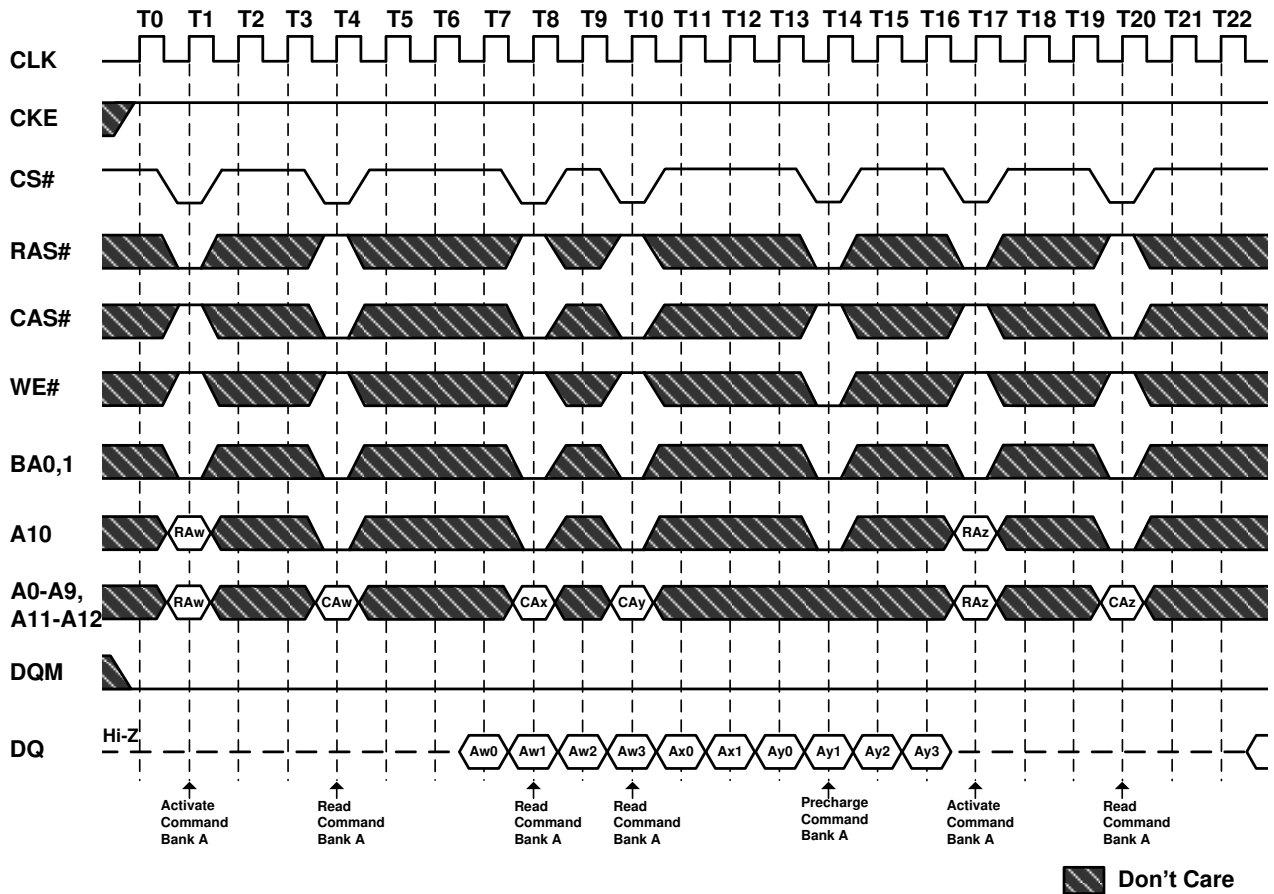 T0 T1 T2 T3 T4 T5 T6 T7 T8 T9 T10 T11 T12 T13 T14 T15 T16 T17 T18 T19 T20 T21 T22
CLK
CKE
CS#
RAS#
CAS#
WE#
BA0,1
A10
RAw RAz
A0-A9,
A11-A12
RAw CAw CAx CAy RAz CAz
DQM
DQ
Hi-Z
Aw0 Aw1 Aw2 Aw3 Ax0 Ax1 Ay0 Ay1 Ay2 Ay3
Activate
Command
Bank A
Read
Command
Bank A
Read
Command
Bank A
Read
Command
Bank A
Precharge
Command
Bank A
Activate
Command
Bank A
Read
Command
Bank A
Don't Care